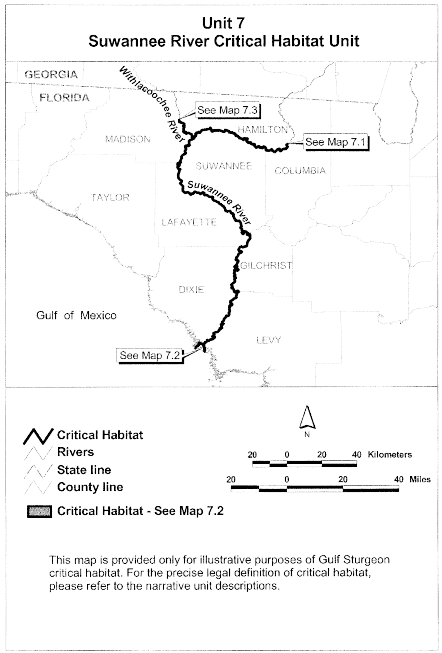 Unit 7
Suwannee River Critical Habitat Unit
GEORGIA
FLORIDA
Withlacoochee River
See Map 7.3
HAMILTON
See Map 7.1
MADISON
SUWANNEE
COLUMBIA
Suwannee River
TAYLOR
LAFAYETTE
GILCHRIST
DIXIE
Gulf of Mexico
LEVY
See Map 7.2
N
Critical Habitat
Rivers
State line
County line
Critical Habitat - See Map 7.2
20 0 20 40 Kilometers
20 0 20 40 Miles
This map is provided only for illustrative purposes of Gulf Sturgeon
critical habitat. For the precise legal definition of critical habitat,
please refer to the narrative unit descriptions.